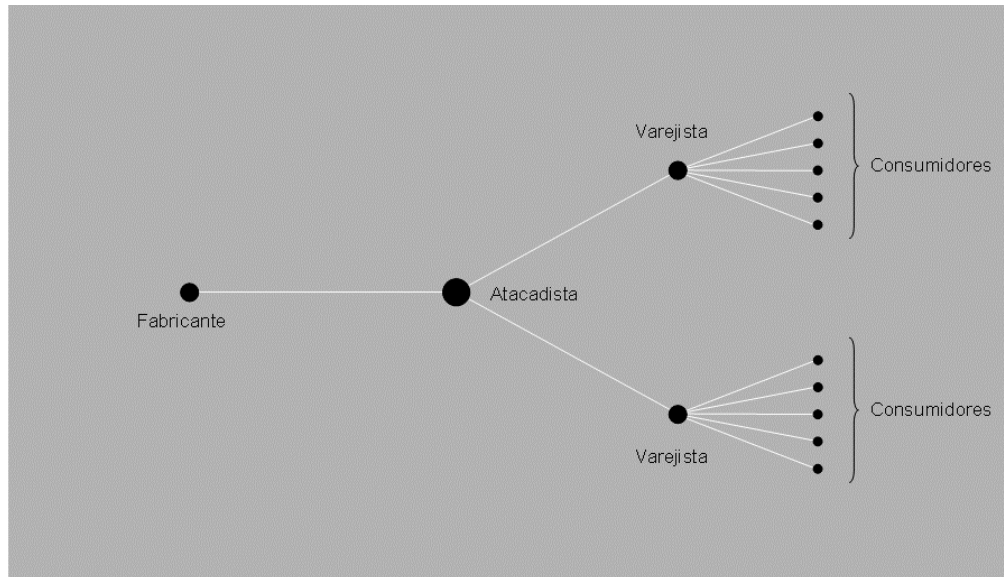 Varejista
Consumidores
Atacadista
Fabricante
Consumidores
Varejista